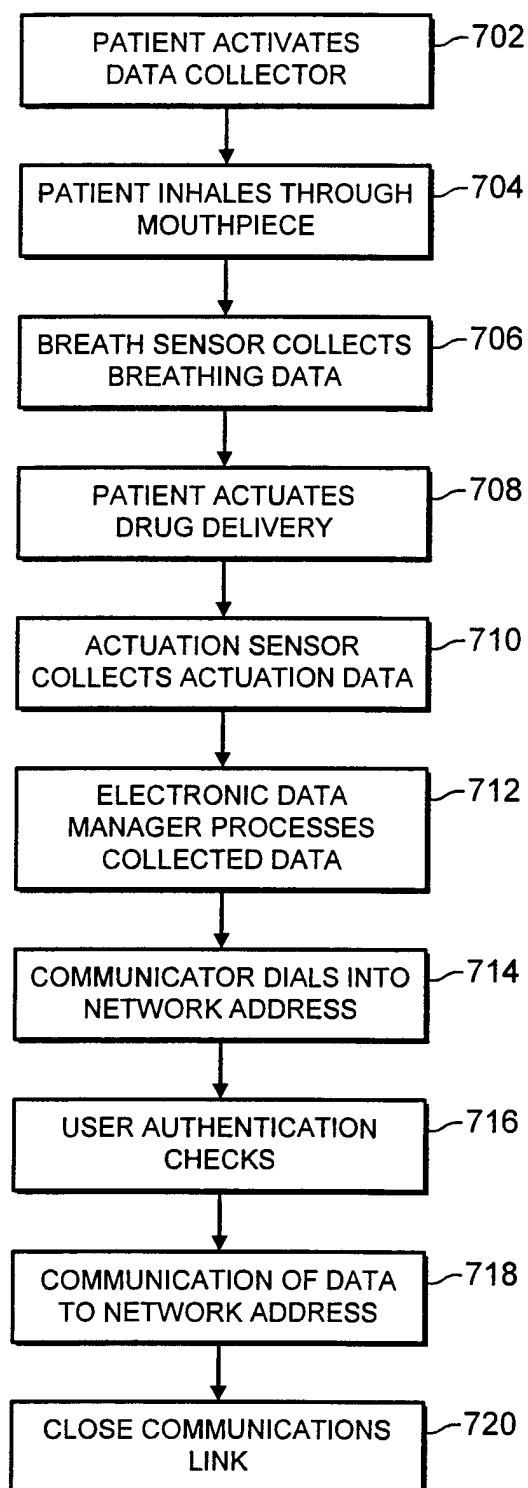 PATIENT ACTIVATES
DATA COLLECTOR
702
PATIENT INHALES THROUGH
MOUTHPIECE
704
BREATH SENSOR COLLECTS
BREATHING DATA
706
PATIENT ACTUATES
DRUG DELIVERY
708
ACTUATION SENSOR
COLLECTS ACTUATION DATA
710
ELECTRONIC DATA
MANAGER PROCESSES
COLLECTED DATA
712
COMMUNICATOR DIALS INTO
NETWORK ADDRESS
714
USER AUTHENTICATION
CHECKS
716
COMMUNICATION OF DATA
TO NETWORK ADDRESS
718
CLOSE COMMUNICATIONS
LINK
720